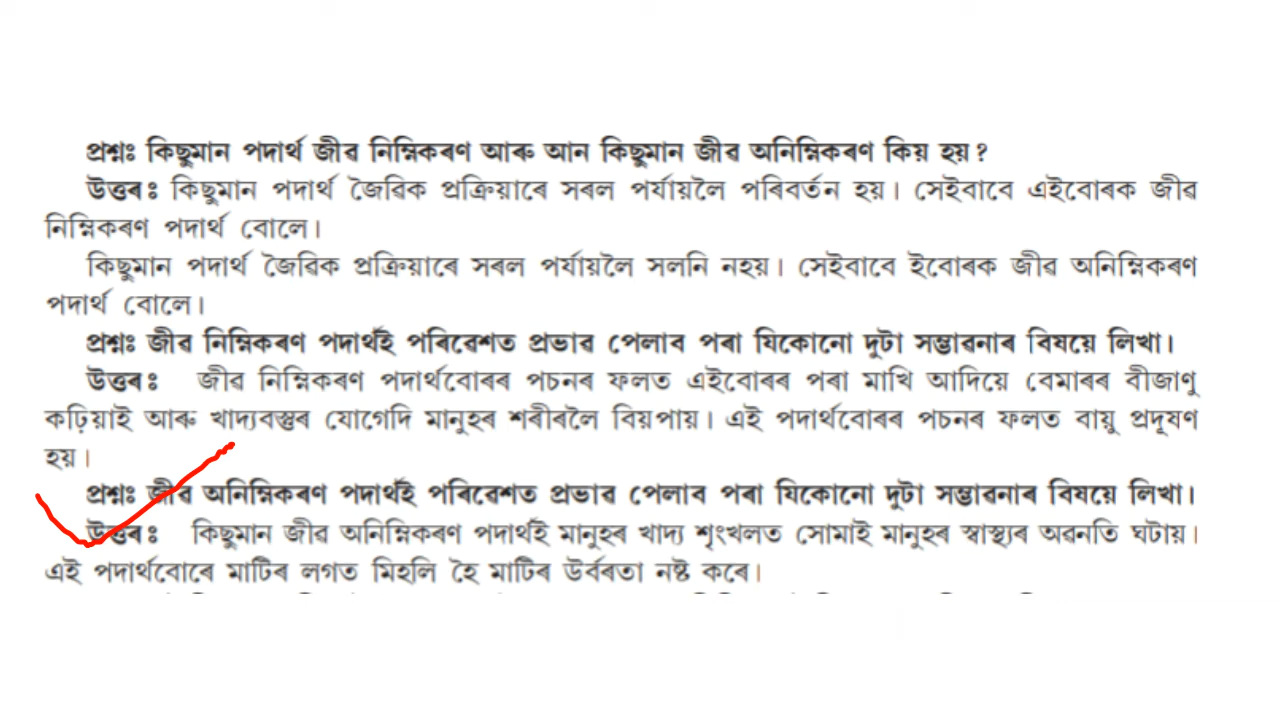 প্ৰশ্নঃ কিছুমান পদাৰ্থ জীৱ নিম্নিকৰণ আৰু আন কিছুমান জীৱ অনিম্নিকৰণ কিয় হয়?
উত্তৰঃ কিছুমান পদাৰ্থ জৈৱিক প্ৰক্ৰিয়াৰে সৰল পৰ্যায়লৈ পৰিবৰ্তন হয়। সেইবাবে এইবোৰক জীৱ
নিম্নিকৰণ পদাৰ্থ বোলে।
কিছুমান পদাৰ্থ জৈৱিক প্ৰক্ৰিয়াৰে সৰল পৰ্যায়লৈ সলনি নহয়। সেইবাবে ইবোৰক জীৱ অনিম্নিকৰণ
পদাৰ্থ বোলে।
প্ৰশ্নঃ জীৱ নিম্নিকৰণ পদাৰ্থই পৰিৱেশত প্ৰভাৱ পেলাব পৰা যিকোনো দুটা সম্ভাৱনাৰ বিষয়ে লিখা।
উত্তৰঃ জীৱ নিম্নিকৰণ পদাৰ্থবোৰৰ পচনৰ ফলত এইবোৰৰ পৰা মাখি আদিয়ে বেমাৰৰ বীজাণু
কঢ়িয়াই আৰু খাদ্যবস্তুৰ যোগেদি মানুহৰ শৰীৰলৈ বিয়পায়। এই পদাৰ্থবোৰৰ পচনৰ ফলত বায়ু প্ৰদূষণ
হয়।
প্ৰশ্নঃ জীৱ অনিম্নিকৰণ পদাৰ্থই পৰিৱেশত প্ৰভাৱ পেলাব পৰা যিকোনো দুটা সম্ভাৱনাৰ বিষয়ে লিখা।
উত্তৰঃ কিছুমান জীৱ অনিম্নিকৰণ পদাৰ্থই মানুহৰ খাদ্য শৃংখলত সোমাই মানুহৰ স্বাস্থ্যৰ অৱনতি ঘটায়।
এই পদাৰ্থবোৰে মাটিৰ লগত মিহলি হৈ মাটিৰ উৰ্বৰতা নষ্ট কৰে।